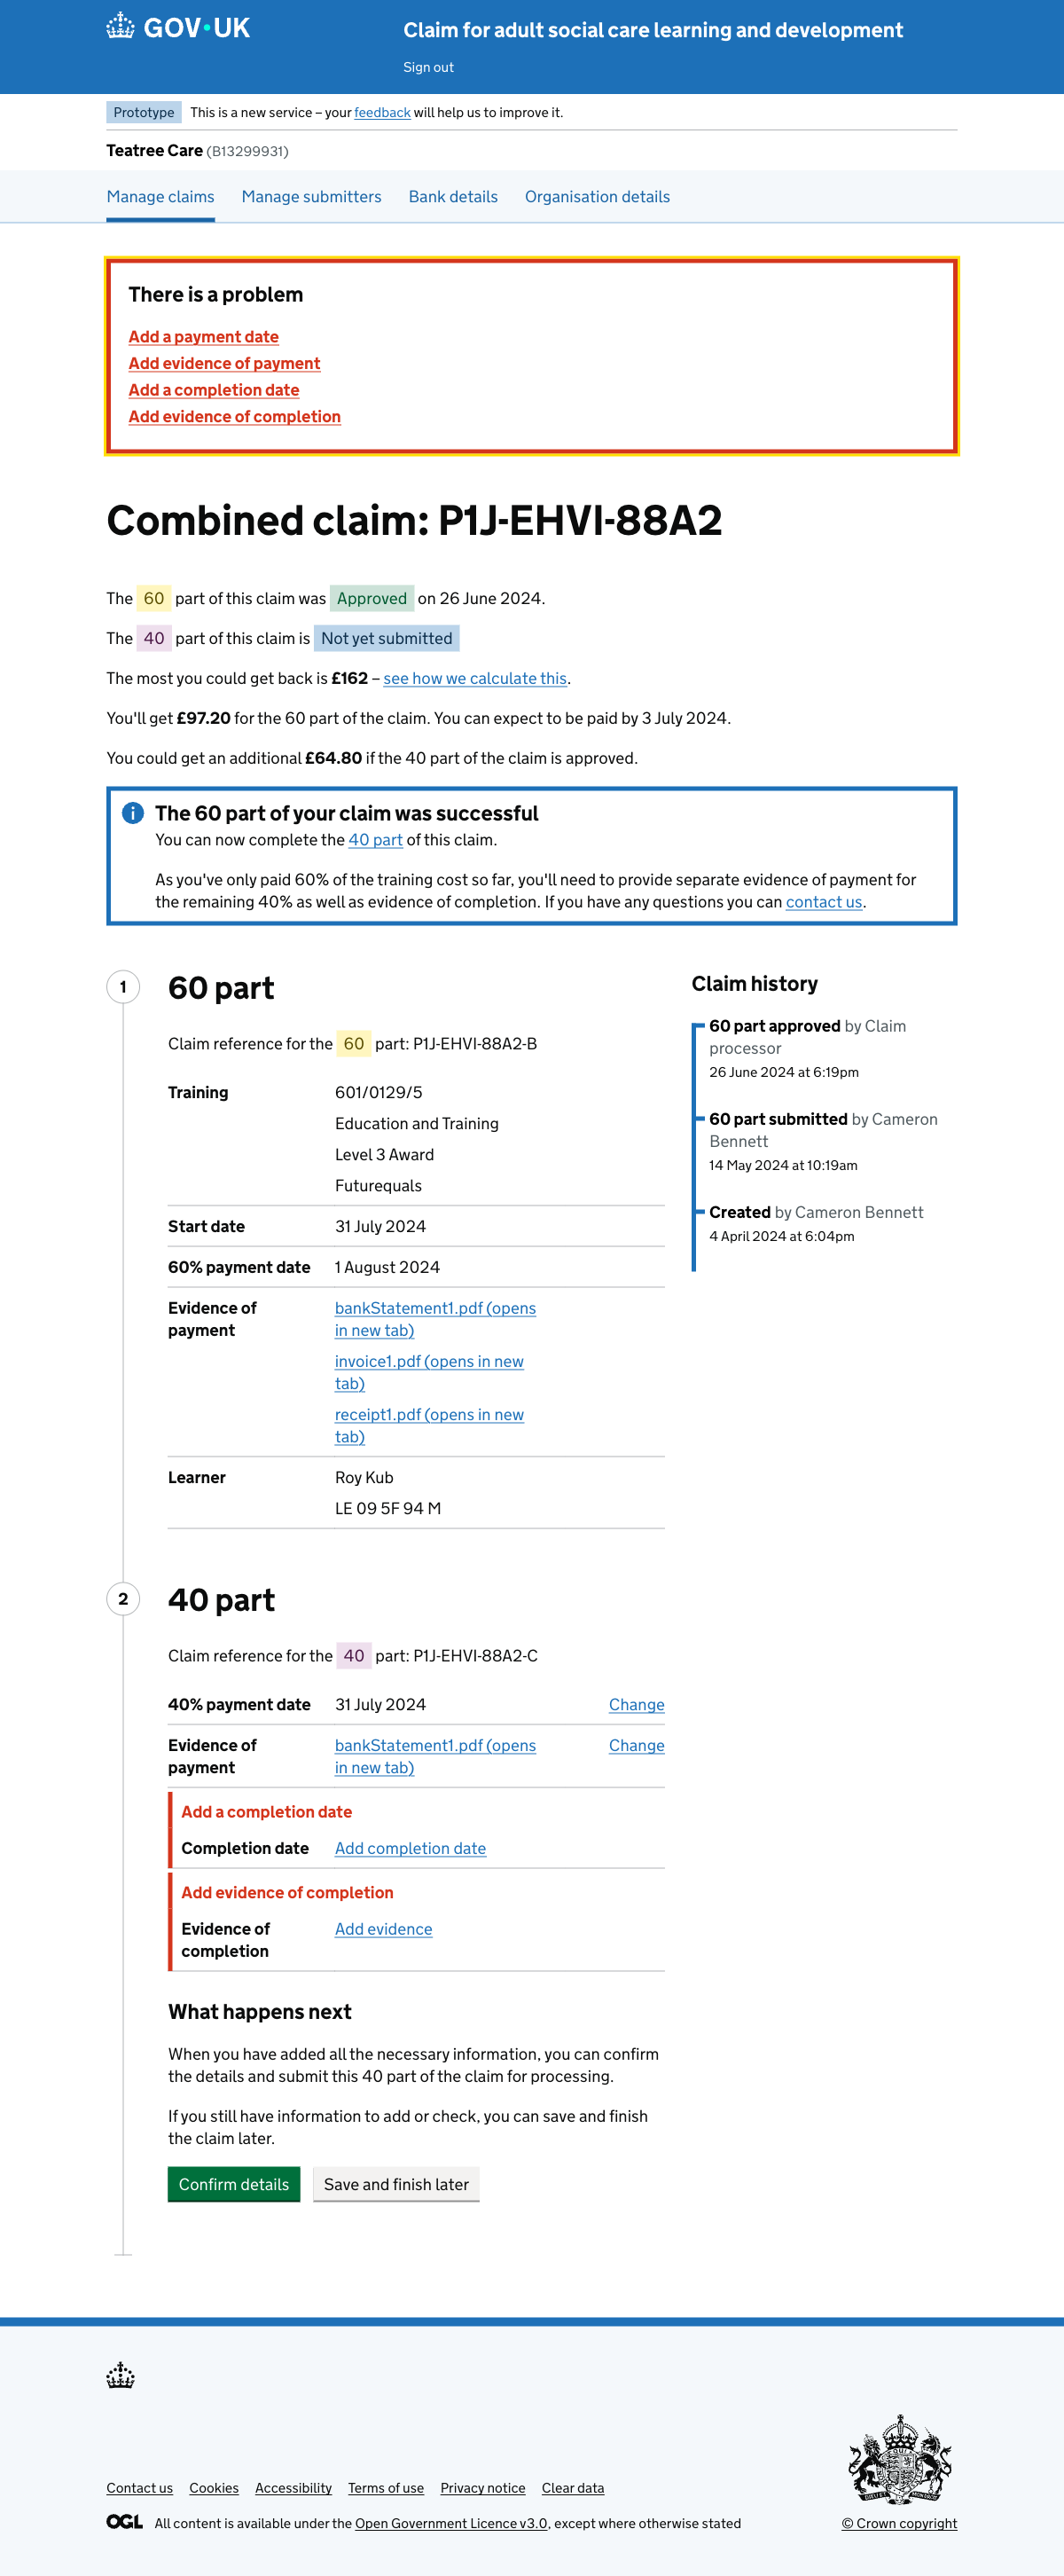 GOV·UK
Claim for adult social care learning and development
Sign out
Prototype This is a new service – your feedback will help us to improve it.
Teatree Care (B13299931)
Manage claims Manage submitters Bank details Organisation details
There is a problem
Add a payment date
Add evidence of payment
Add a completion date
Add evidence of completion
Combined claim: P1J-EHVI-88A2
The 60 part of this claim was Approved on 26 June 2024.
The 40 part of this claim is Not yet submitted
The most you could get back is £162 – see how we calculate this.
You'll get £97.20 for the 60 part of the claim. You can expect to be paid by 3 July 2024.
You could get an additional £64.80 if the 40 part of the claim is approved.
The 60 part of your claim was successful
You can now complete the 40 part of this claim.
As you've only paid 60% of the training cost so far, you'll need to provide separate evidence of payment for
the remaining 40% as well as evidence of completion. If you have any questions you can contact us.
1
60 part
Claim reference for the 60 part: P1J-EHVI-88A2-B
Training 601/0129/5
Education and Training
Level 3 Award
Futurequals
Start date 31 July 2024
60% payment date 1 August 2024
Evidence of payment
bankStatement1.pdf (opens
in new tab)
invoice1.pdf (opens in new
tab)
receipt1.pdf (opens in new
tab)
Learner Roy Kub
LE 09 5F 94 M
Claim history
60 part approved by Claim
processor
26 June 2024 at 6:19pm
60 part submitted by Cameron
Bennett
14 May 2024 at 10:19am
Created by Cameron Bennett
4 April 2024 at 6:04pm
2
40 part
Claim reference for the 40 part: P1J-EHVI-88A2-C
40% payment date 31 July 2024 Change
Evidence of payment
bankStatement1.pdf (opens
in new tab)
Change
Add a completion date
Completion date Add completion date
Add evidence of completion
Evidence of completion
Add evidence
What happens next
When you have added all the necessary information, you can confirm
the details and submit this 40 part of the claim for processing.
If you still have information to add or check, you can save and finish
the claim later.
Confirm details Save and finish later
Contact us Cookies Accessibility Terms of use Privacy notice Clear data
OGL All content is available under the Open Government Licence v3.0, except where otherwise stated
© Crown copyright